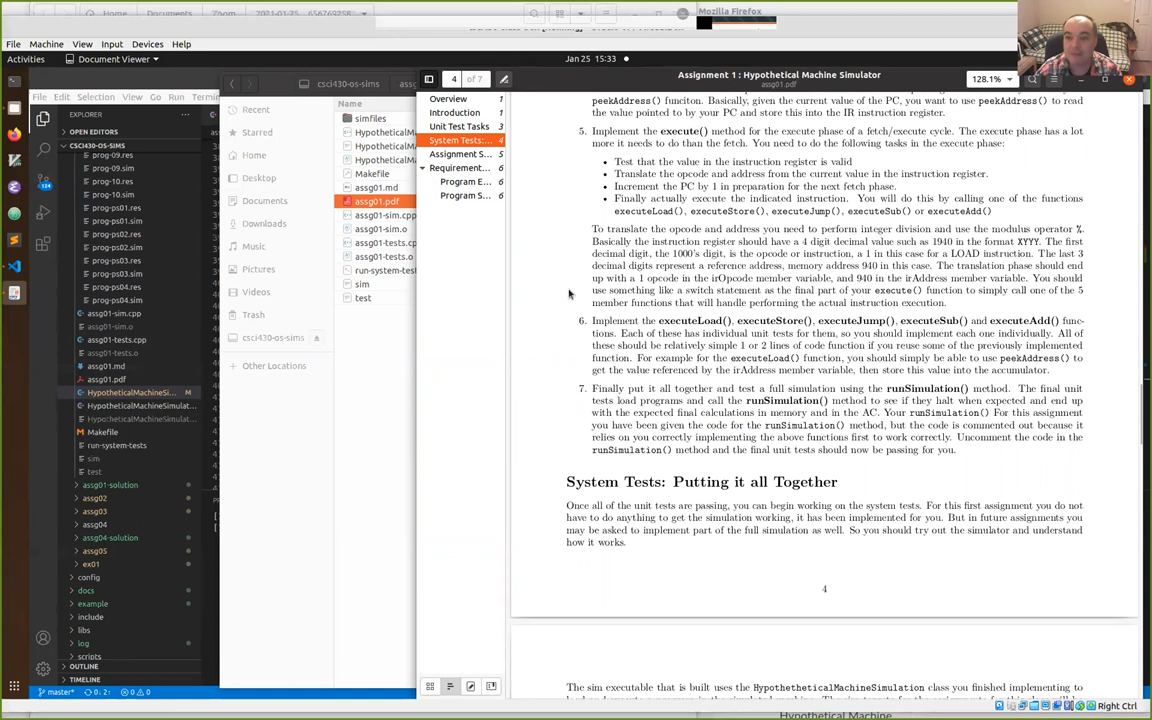 Home
Documents
Zoom
Mozilla Firefox
File Machine View Input Devices Help
Activities
Document Viewer
Jan 25 15:33
File Edit Selection View Go Run
EXPLORER
OPEN EDITORS
CSCI430-OS-SIMS
prog-09.res
prog-09.sim
prog-10.res
prog-10.sim
prog-ps01.res
prog-ps01.sim
prog-ps02.res
prog-ps02.sim
prog-ps03.res
prog-ps03.sim
prog-ps04.res
prog-ps04.sim
assg01-sim.cpp
assg01-sim.o
assg01-tests.cpp
assg01-tests.o
assg01.md
assg01.pdf
HypotheticalMachineSi... M
HypotheticalMachineSimulat...
HypotheticalMachineSimulat...
Makefile
run-system-tests
sim
test
assg01-solution
assg02
assg03
assg04
assg04-solution
assg05
ex01
config
docs
example
include
libs
log
scripts
OUTLINE
TIMELINE
master*
0↓ 2↑
0 0
csci430-os-sims
Recent
Starred
Home
Desktop
Documents
Downloads
Music
Pictures
Videos
Trash
csci430-os-sims
Other Locations
Name
simfiles
Makefile
assg01.md
assg01.pdf
assg01-sim.cp
assg01-sim.o
assg01-tests.c
assg01-tests.o
run-system-test
sim
test
4 of 7
Assignment 1 : Hypothetical Machine Simulator
assg01.pdf
128.1%
Overview 1
Introduction 1
Unit Test Tasks 3
System Tests:... 4
Assignment S... 5
Requirement... 6
Program E... 6
Program S... 6
peekAddress() funciton. Basically, given the current value of the PC, you want to use peekAddress() to read
the value pointed to by your PC and store this into the IR instruction register.
5. Implement the execute() method for the execute phase of a fetch/execute cycle. The execute phase has a lot
more it needs to do than the fetch. You need to do the following tasks in the execute phase:
• Test that the value in the instruction register is valid
• Translate the opcode and address from the current value in the instruction register.
• Increment the PC by 1 in preparation for the next fetch phase.
• Finally actually execute the indicated instruction. You will do this by calling one of the functions
executeLoad(), executeStore(), executeJump(), executeSub() or executeAdd()
To translate the opcode and address you need to perform integer division and use the modulus operator %.
Basically the instruction register should have a 4 digit decimal value such as 1940 in the format XYYY. The first
decimal digit, the 1000's digit, is the opcode or instruction, a 1 in this case for a LOAD instruction. The last 3
decimal digits represent a reference address, memory address 940 in this case. The translation phase should end
up with a 1 opcode in the irOpcode member variable, and 940 in the irAddress member variable. You should
use something like a switch statement as the final part of your execute() function to simply call one of the 5
member functions that will handle performing the actual instruction execution.
6. Implement the executeLoad(), executeStore(), executeJump(), executeSub() and executeAdd() func-
tions. Each of these has individual unit tests for them, so you should implement each one individually. All of
these should be relatively simple 1 or 2 lines of code function if you reuse some of the previously implemented
function. For example for the executeLoad() function, you should simply be able to use peekAddress() to
get the value referenced by the irAddress member variable, then store this value into the accumulator.
7. Finally put it all together and test a full simulation using the runSimulation() method. The final unit
tests load programs and call the runSimulation() method to see if they halt when expected and end up
with the expected final calculations in memory and in the AC. Your runSimulation() For this assignment
you have been given the code for the runSimulation() method, but the code is commented out because it
relies on you correctly implementing the above functions first to work correctly. Uncomment the code in the
runSimulation() method and the final unit tests should now be passing for you.
System Tests: Putting it all Together
Once all of the unit tests are passing, you can begin working on the system tests. For this first assignment you do not
have to do anything to get the simulation working, it has been implemented for you. But in future assignments you
may be asked to implement part of the full simulation as well. So you should try out the simulator and understand
how it works.
4
The sim executable that is built uses the HypothetheticalMachineSimulation class you finished implementing to
Right Ctrl